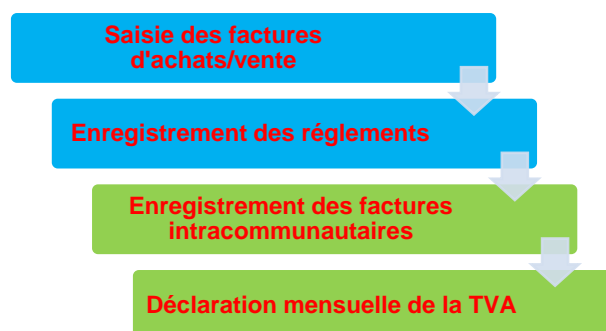 Saisie des factures
d'achats/vente
Enregistrement des réglements
Enregistrement des factures
intracommunautaires
Déclaration mensuelle de la TVA